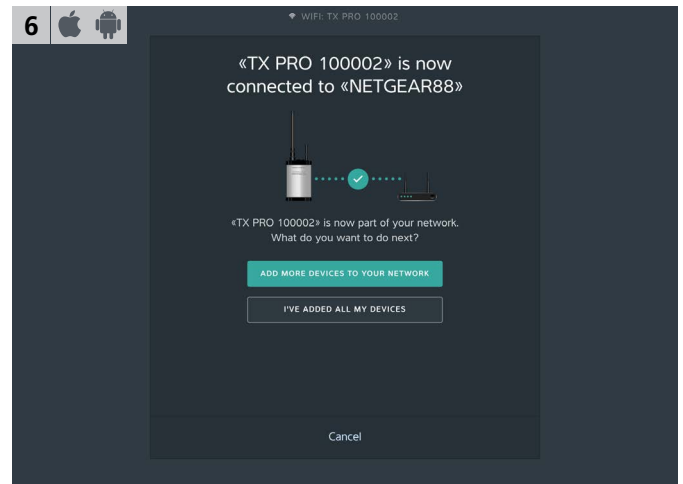 6
WIFI: TX PRO 100002
«TX PRO 100002» is now
connected to «NETGEAR88»
«TX PRO 100002» is now part of your network.
What do you want to do next?
ADD MORE DEVICES TO YOUR NETWORK
I'VE ADDED ALL MY DEVICES
Cancel